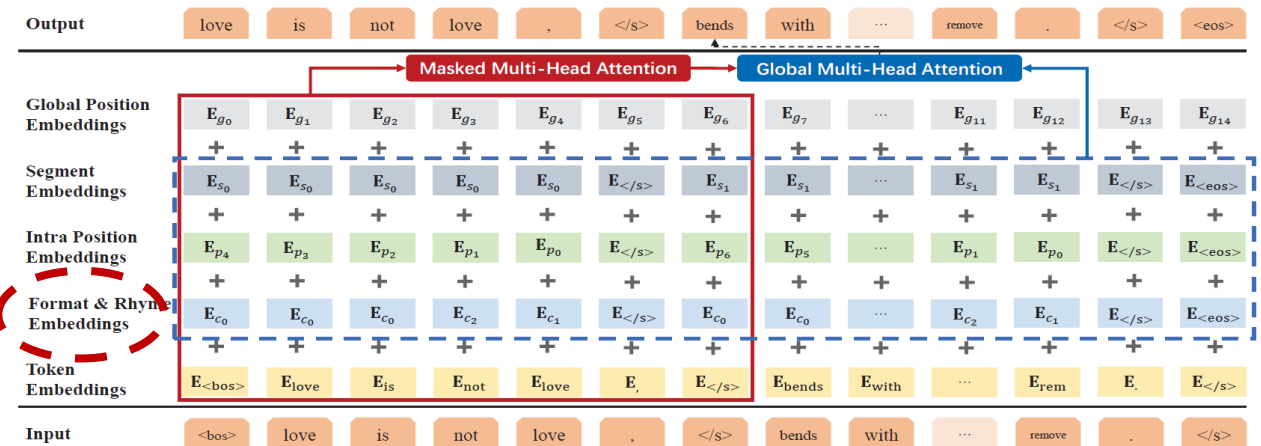 Output love is not love , </s> bends with ... remove . </s> <eos>
Masked Multi-Head Attention Global Multi-Head Attention
Global Position
Embeddings
E_g0 E_g1 E_g2 E_g3 E_g4 E_g5 E_g6 E_g7 ... E_g11 E_g12 E_g13 E_g14
+ + + + + + + + + + + +
Segment
Embeddings
E_s0 E_s0 E_s0 E_s0 E_s0 E_</s> E_s1 E_s1 ... E_s1 E_s1 E_</s> E_<eos>
+ + + + + + + + + + + +
Intra Position
Embeddings
E_p4 E_p3 E_p2 E_p1 E_p0 E_</s> E_p6 E_p5 ... E_p1 E_p0 E_</s> E_<eos>
+ + + + + + + + + + + +
Format & Rhyme
Embeddings
E_c0 E_c0 E_c0 E_c2 E_c1 E_</s> E_c0 E_c0 ... E_c2 E_c1 E_</s> E_<eos>
+ + + + + + + + + + + +
Token
Embeddings
E_<bos> E_love E_is E_not E_love E_, E_</s> E_bends E_with ... E_rem E_. E_</s>
Input <bos> love is not love , </s> bends with ... remove . </s>